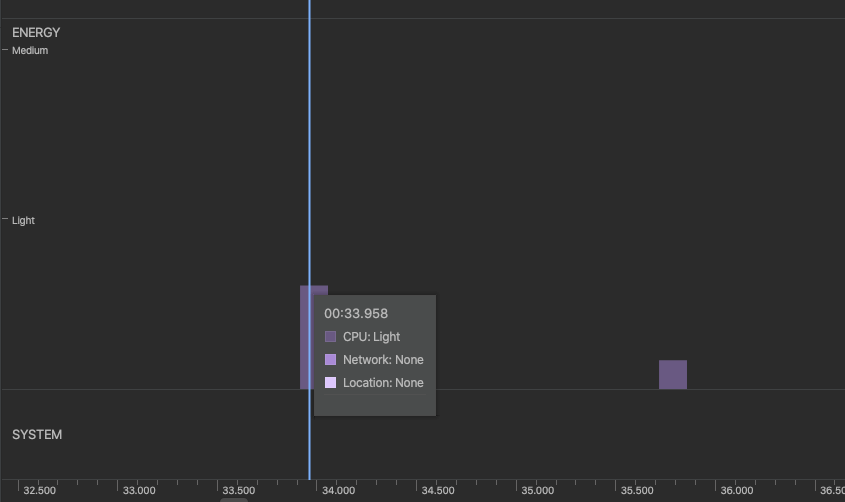 ENERGY
Medium
Light
00:33.958
CPU: Light
Network: None
Location: None
SYSTEM
32.500 33.000 33.500 34.000 34.500 35.000 35.500 36.000 36.50